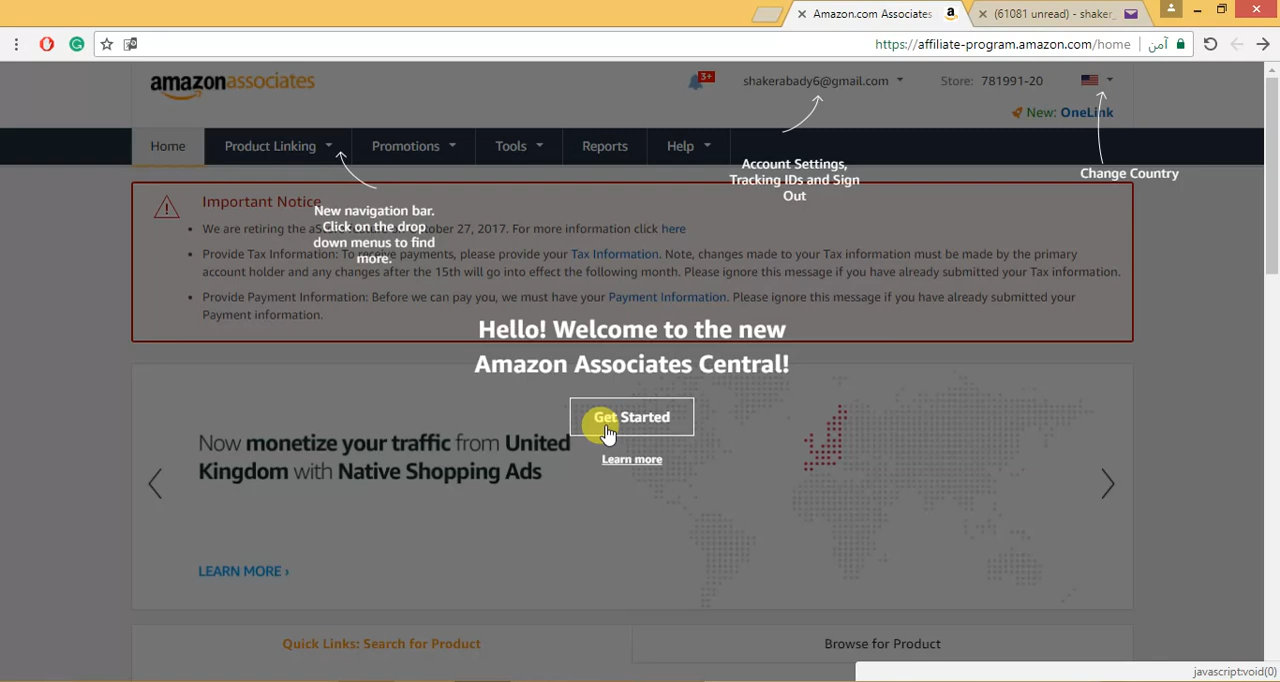 Amazon.com Associates
(61081 unread) - shaker
https://affiliate-program.amazon.com/home
آمن
amazonassociates
3+
shakerabady6@gmail.com
Store: 781991-20
New: OneLink
Home
Product Linking
Promotions
Tools
Reports
Help
Account Settings,
Tracking IDs and Sign
Out
Change Country
Important Notice
New navigation bar.
Click on the drop
down menus to find
more.
We are retiring the aS tober 27, 2017. For more information click here
Provide Tax Information: To receive payments, please provide your Tax Information. Note, changes made to your Tax information must be made by the primary
account holder and any changes after the 15th will go into effect the following month. Please ignore this message if you have already submitted your Tax information.
Provide Payment Information: Before we can pay you, we must have your Payment Information. Please ignore this message if you have already submitted your
Payment information.
Hello! Welcome to the new
Amazon Associates Central!
Get Started
Learn more
Now monetize your traffic from United
Kingdom with Native Shopping Ads
LEARN MORE ›
Quick Links: Search for Product
Browse for Product
javascript:void(0)